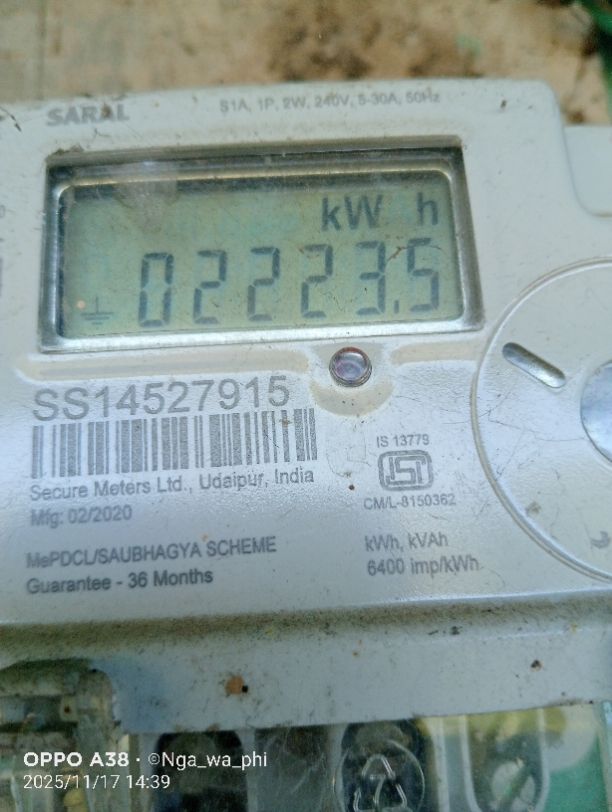 SARAL
S1A, 1P, 2W, 240V, 5-30A, 50Hz
kW h
02223.5
SS14527915
Secure Meters Ltd., Udaipur, India
Mfg: 02/2020
IS 13779
ISI
CM/L-8150362
MePDCL/SAUBHAGYA SCHEME
Guarantee - 36 Months
kWh, kVAh
6400 imp/kWh
OPPO A38 · ©Nga_wa_phi
2025/11/17 14:39